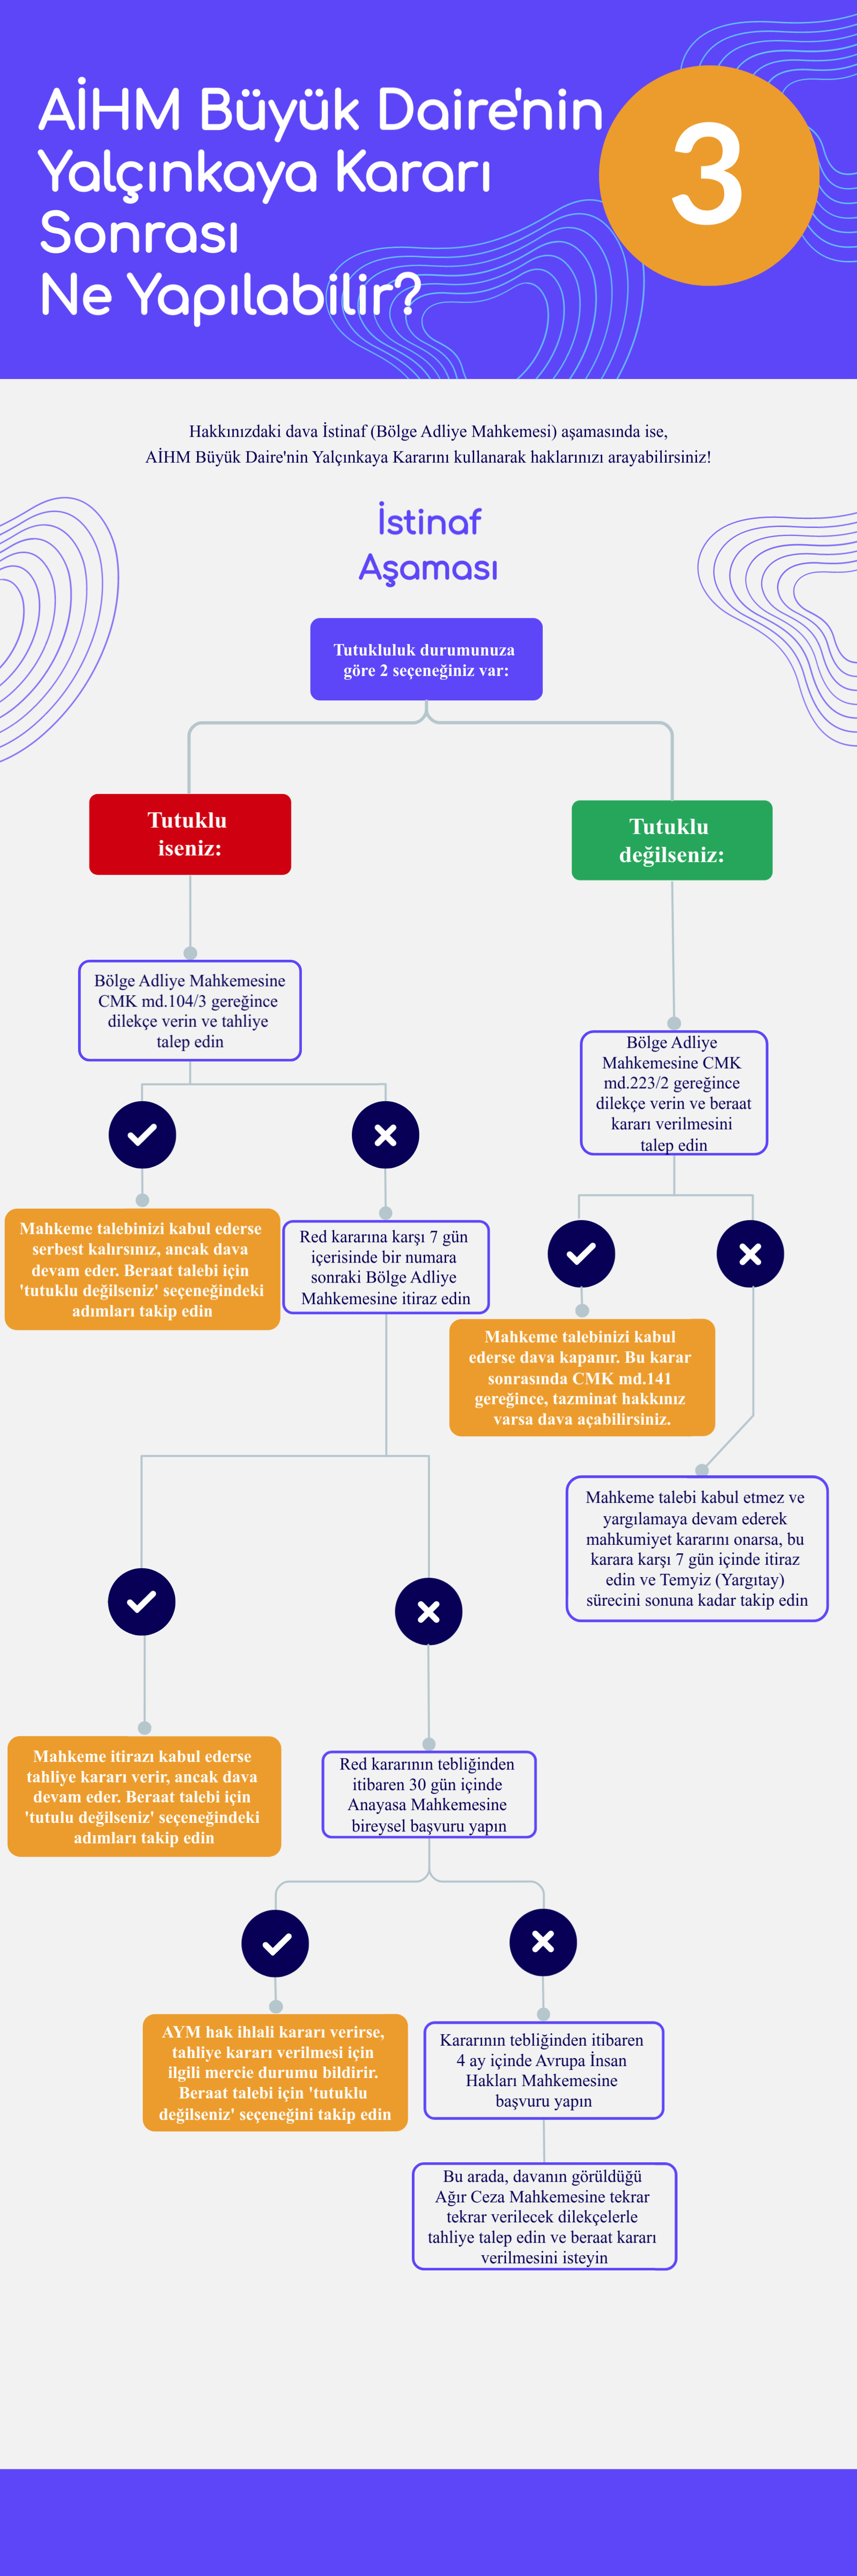 AİHM Büyük Daire'nin
Yalçınkaya Kararı
Sonrası
Ne Yapılabilir?
3
Hakkınızdaki dava İstinaf (Bölge Adliye Mahkemesi) aşamasında ise,
AİHM Büyük Daire'nin Yalçınkaya Kararını kullanarak haklarınızı arayabilirsiniz!
İstinaf
Aşaması
Tutukluluk durumunuza
göre 2 seçeneğiniz var:
Tutuklu
iseniz:
Tutuklu
değilseniz:
Bölge Adliye Mahkemesine
CMK md.104/3 gereğince
dilekçe verin ve tahliye
talep edin
Bölge Adliye
Mahkemesine CMK
md.223/2 gereğince
dilekçe verin ve beraat
kararı verilmesini
talep edin
Mahkeme talebinizi kabul ederse
serbest kalırsınız, ancak dava
devam eder. Beraat talebi için
'tutuklu değilseniz' seçeneğindeki
adımları takip edin
Red kararına karşı 7 gün
içerisinde bir numara
sonraki Bölge Adliye
Mahkemesine itiraz edin
Mahkeme talebinizi kabul
ederse dava kapanır. Bu karar
sonrasında CMK md.141
gereğince, tazminat hakkınız
varsa dava açabilirsiniz.
Mahkeme talebi kabul etmez ve
yargılamaya devam ederek
mahkumiyet kararını onarsa, bu
karara karşı 7 gün içinde itiraz
edin ve Temyiz (Yargıtay)
sürecini sonuna kadar takip edin
Mahkeme itirazı kabul ederse
tahliye kararı verir, ancak dava
devam eder. Beraat talebi için
'tutulu değilseniz' seçeneğindeki
adımları takip edin
Red kararının tebliğinden
itibaren 30 gün içinde
Anayasa Mahkemesine
bireysel başvuru yapın
AYM hak ihlali kararı verirse,
tahliye kararı verilmesi için
ilgili mercie durumu bildirir.
Beraat talebi için 'tutuklu
değilseniz' seçeneğini takip edin
Kararının tebliğinden itibaren
4 ay içinde Avrupa İnsan
Hakları Mahkemesine
başvuru yapın
Bu arada, davanın görüldüğü
Ağır Ceza Mahkemesine tekrar
tekrar verilecek dilekçelerle
tahliye talep edin ve beraat kararı
verilmesini isteyin